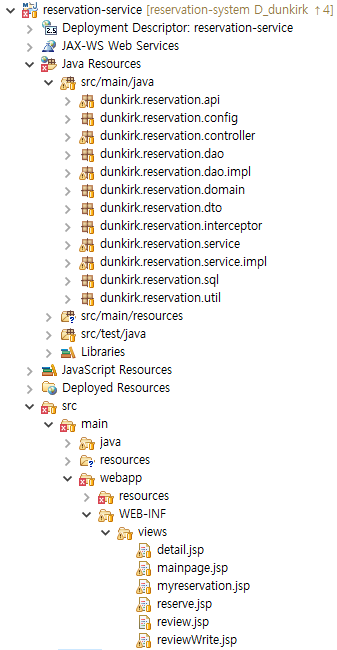 reservation-service [reservation-system D_dunkirk ↑4]
Deployment Descriptor: reservation-service
JAX-WS Web Services
Java Resources
src/main/java
dunkirk.reservation.api
dunkirk.reservation.config
dunkirk.reservation.controller
dunkirk.reservation.dao
dunkirk.reservation.dao.impl
dunkirk.reservation.domain
dunkirk.reservation.dto
dunkirk.reservation.interceptor
dunkirk.reservation.service
dunkirk.reservation.service.impl
dunkirk.reservation.sql
dunkirk.reservation.util
src/main/resources
src/test/java
Libraries
JavaScript Resources
Deployed Resources
src
main
java
resources
webapp
resources
WEB-INF
views
detail.jsp
mainpage.jsp
myreservation.jsp
reserve.jsp
review.jsp
reviewWrite.jsp